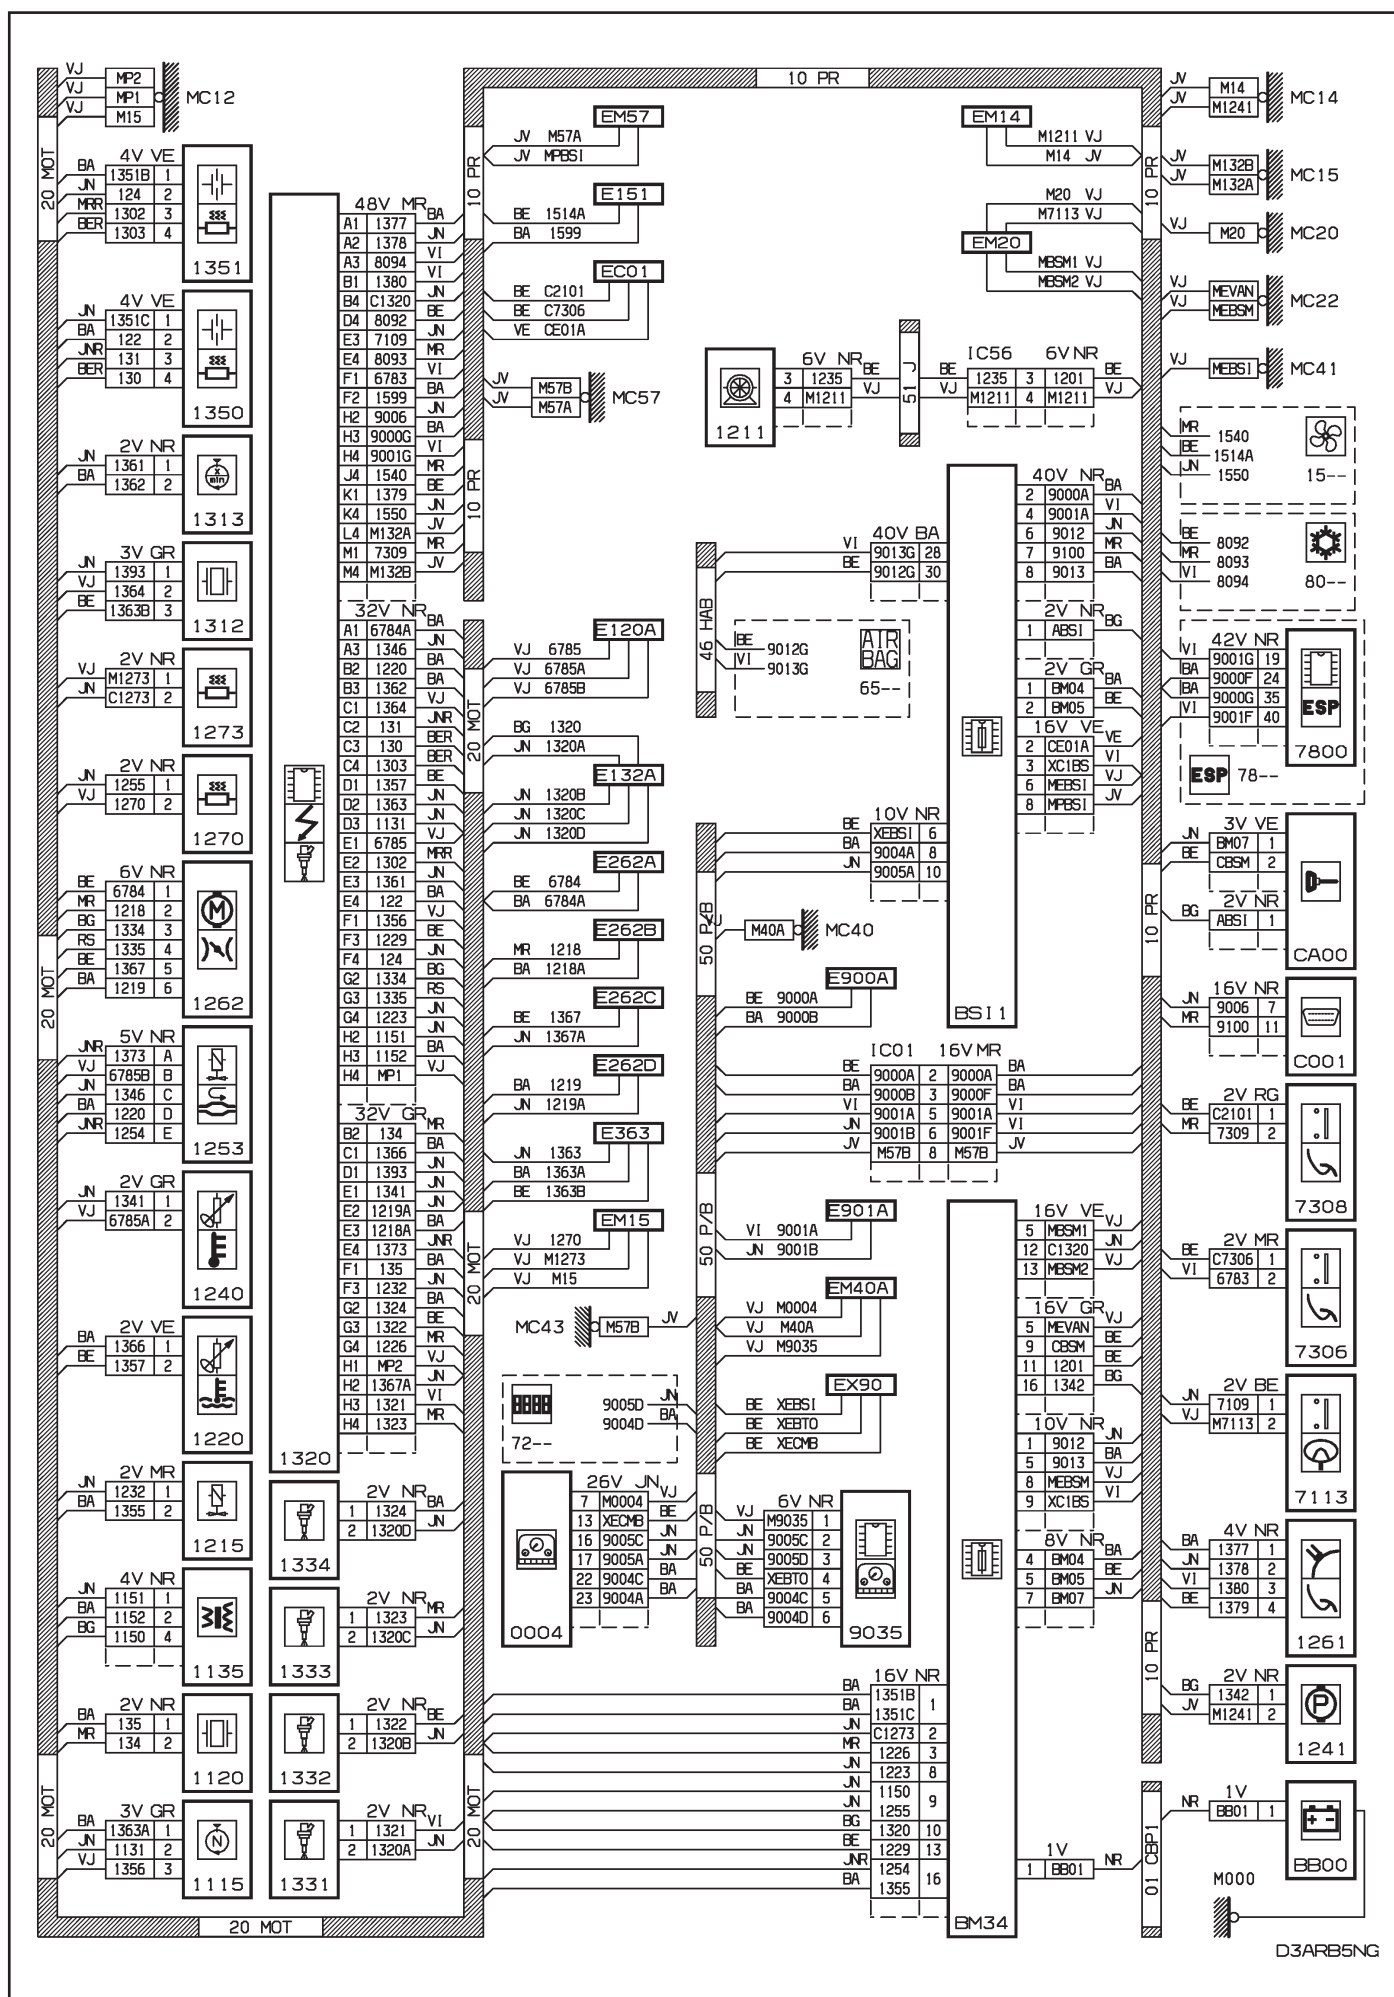 10 PR
VJ MP2
VJ MP1
VJ M15
MC12
20 MOT
4V VE
BA 1351B 1
JN 124 2
MRR 1302 3
BER 1303 4
1351
4V VE
JN 1351C 1
BA 122 2
JNR 131 3
BER 130 4
1350
2V NR
JN 1361 1
BA 1362 2
x
min
1313
3V GR
JN 1393 1
VJ 1364 2
BE 1363B 3
1312
2V NR
VJ M1273 1
JN C1273 2
1273
2V NR
JN 1255 1
VJ 1270 2
1270
6V NR
BE 6784 1
MR 1218 2
BG 1334 3
RS 1335 4
BE 1367 5
BA 1219 6
M
1262
20 MOT
5V NR
JNR 1373 A
VJ 6785B B
JN 1346 C
BA 1220 D
JNR 1254 E
1253
2V GR
JN 1341 1
VJ 6785A 2
1240
2V VE
BA 1366 1
BE 1357 2
1220
2V MR
JN 1232 1
BA 1355 2
1215
4V NR
JN 1151 1
BA 1152 2
BG 1150 4
1135
2V NR
BA 135 1
MR 134 2
1120
20 MOT
3V GR
BA 1363A 1
JN 1131 2
VJ 1356 3
N
1115
20 MOT
48V MR
A1 1377 BA
A2 1378 JN
A3 8094 VI
B1 1380 VI
B4 C1320 JN
D4 8092 BE
E3 7109 JN
E4 8093 MR
F1 6783 VI
F2 1599 BA
H2 9006 JN
H3 9000G BA
H4 9001G VI
J4 1540 MR
K1 1379 BE
K4 1550 JN
L4 M132A JV
M1 7309 MR
M4 M132B JV
32V NR
A1 6784A BA
A3 1346 JN
B2 1220 BA
B3 1362 BA
C1 1364 VJ
C2 131 JNR
C3 130 BER
C4 1303 BER
D1 1357 BE
D2 1363 JN
D3 1131 JN
E1 6785 VJ
E2 1302 MRR
E3 1361 JN
E4 122 BA
F1 1356 VJ
F3 1229 BE
F4 124 JN
G2 1334 BG
G3 1335 RS
G4 1223 JN
H2 1151 JN
H3 1152 BA
H4 MP1 VJ
32V GR
B2 134 MR
C1 1366 BA
D1 1393 JN
E1 1341 JN
E2 1219A JN
E3 1218A BA
E4 1373 JNR
F1 135 BA
F3 1232 JN
G2 1324 BA
G3 1322 BE
G4 1226 MR
H1 MP2 VJ
H2 1367A JN
H3 1321 VI
H4 1323 MR
1320
2V NR
1 1324 BA
2 1320D JN
1334
2V NR
1 1323 MR
2 1320C JN
1333
2V NR
1 1322 BE
2 1320B JN
1332
2V NR
1 1321 VI
2 1320A JN
1331
10 PR
10 PR
20 MOT
20 MOT
20 MOT
EM57
JV M57A
JV MPBSI
E151
BE 1514A
BA 1599
EC01
BE C2101
BE C7306
VE CE01A
JV M57B
JV M57A
MC57
E120A
VJ 6785
VJ 6785A
VJ 6785B
BG 1320
JN 1320A
E132A
JN 1320B
JN 1320C
JN 1320D
E262A
BE 6784
BA 6784A
E262B
MR 1218
BA 1218A
E262C
BE 1367
JN 1367A
E262D
BA 1219
JN 1219A
E363
JN 1363
BA 1363A
BE 1363B
EM15
VJ 1270
VJ M1273
VJ M15
MC43 M57B JV
9005D JN
9004D BA
72--
26V JN
7 M0004 VJ
13 XECMB BE
16 9005C JN
17 9005A JN
22 9004C BA
23 9004A BA
0004
EM14
M1211 VJ
M14 JV
M20 VJ
M7113 VJ
EM20
MBSM1 VJ
MBSM2 VJ
6V NR
3 1235 BE
4 M1211 VJ
1211
51 J
IC56 6V NR
BE 1235 3 1201 BE
VJ M1211 4 M1211 VJ
46 HAB
40V BA
VI 9013G 28
BE 9012G 30
BE 9012G
VI 9013G
AIR
BAG
65--
50 P/B
10V NR
BE XEBSI 6
BA 9004A 8
JN 9005A 10
VJ M40A MC40
E900A
BE 9000A
BA 9000B
40V NR
2 9000A BA
4 9001A VI
6 9012 JN
7 9100 MR
8 9013 BA
2V NR
1 ABSI BG
2V GR
1 BM04 BA
2 BM05 BE
16V VE
2 CE01A VE
3 XC1BS VI
6 MEBSI VJ
8 MPBSI JV
BSI1
IC01 16V MR
BE 9000A 2 9000A BA
BA 9000B 3 9000F BA
VI 9001A 5 9001A VI
JN 9001B 6 9001F VI
JV M57B 8 M57B JV
50 P/B
E901A
VI 9001A
JN 9001B
EM40A
VJ M0004
VJ M40A
VJ M9035
EX90
BE XEBSI
BE XEBTO
BE XECMB
50 P/B
6V NR
VJ M9035 1
JN 9005C 2
JN 9005D 3
BE XEBTO 4
BA 9004C 5
BA 9004D 6
9035
16V VE
5 MBSM1 VJ
12 C1320 JN
13 MBSM2 VJ
16V GR
5 MEVAN VJ
9 CBSM BE
11 1201 BE
16 1342 BG
10V NR
1 9012 JN
5 9013 BA
8 MEBSM VJ
9 XC1BS VI
8V NR
4 BM04 BA
5 BM05 BE
7 BM07 JN
16V NR
BA 1351B 1
BA 1351C
JN C1273 2
MR 1226 3
JN 1223 8
JN 1150 9
JN 1255
BG 1320 10
BE 1229 13
JNR 1254 16
BA 1355
1V
1 BB01 NR
BM34
JV M14
JV M1241
MC14
10 PR
JV M132B
JV M132A
MC15
VJ M20 MC20
VJ MEVAN
VJ MEBSM
MC22
VJ MEBSI MC41
MR 1540
BE 1514A
JN 1550
15--
BE 8092
MR 8093
VI 8094
80--
42V NR
VI 9001G 19
BA 9000F 24
BA 9000G 35
VI 9001F 40
ESP
7800
ESP 78--
3V VE
JN BM07 1
BE CBSM 2
2V NR
BG ABSI 1
CA00
10 PR
16V NR
JN 9006 7
MR 9100 11
C001
2V RG
BE C2101 1
MR 7309 2
7308
2V MR
BE C7306 1
VI 6783 2
7306
2V BE
JN 7109 1
VJ M7113 2
7113
4V NR
BA 1377 1
JN 1378 2
VI 1380 3
BE 1379 4
1261
10 PR
2V NR
BG 1342 1
JV M1241 2
P
1241
01 CBP1
1V
NR BB01 1
+ -
BB00
M000
D3ARB5NG